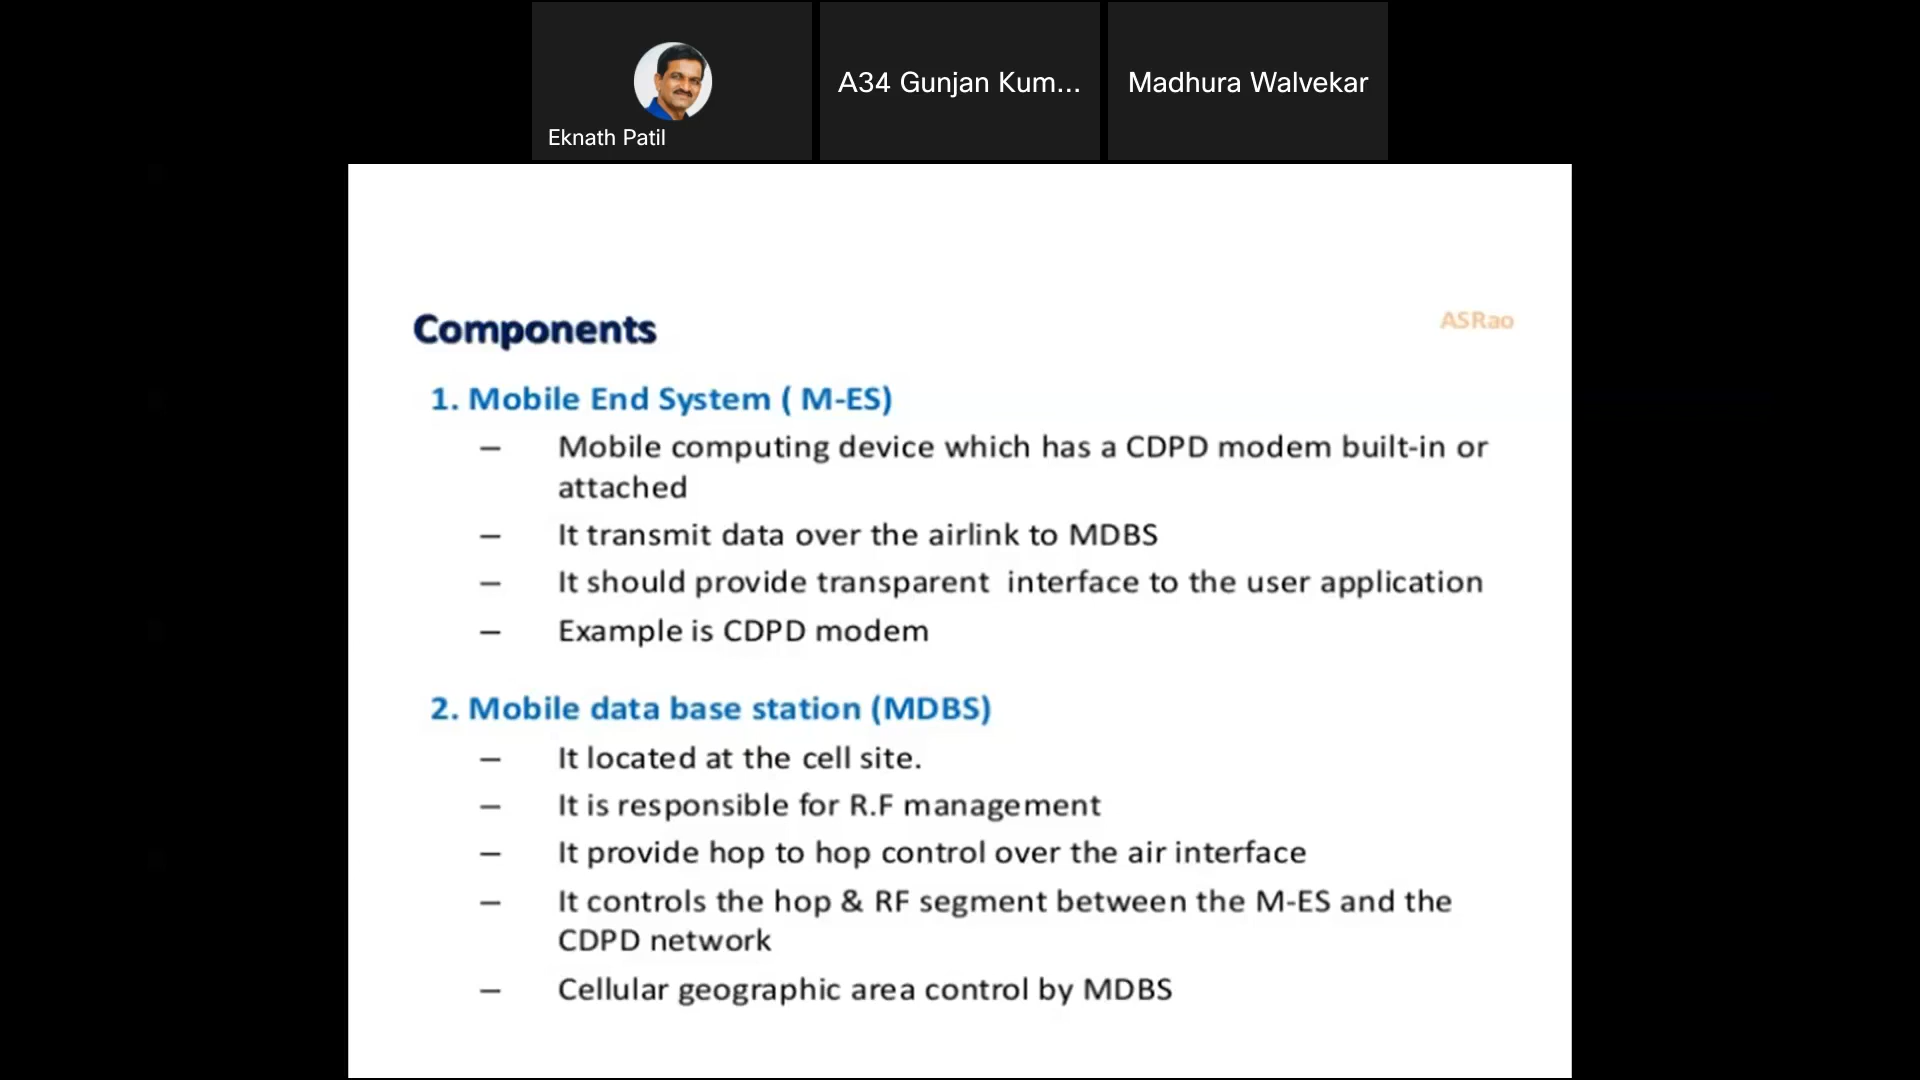 Eknath Patil
A34 Gunjan Kum...
Madhura Walvekar
Components
ASRao
1. Mobile End System ( M-ES)
– Mobile computing device which has a CDPD modem built-in or
attached
– It transmit data over the airlink to MDBS
– It should provide transparent interface to the user application
– Example is CDPD modem
2. Mobile data base station (MDBS)
– It located at the cell site.
– It is responsible for R.F management
– It provide hop to hop control over the air interface
– It controls the hop & RF segment between the M-ES and the
CDPD network
– Cellular geographic area control by MDBS